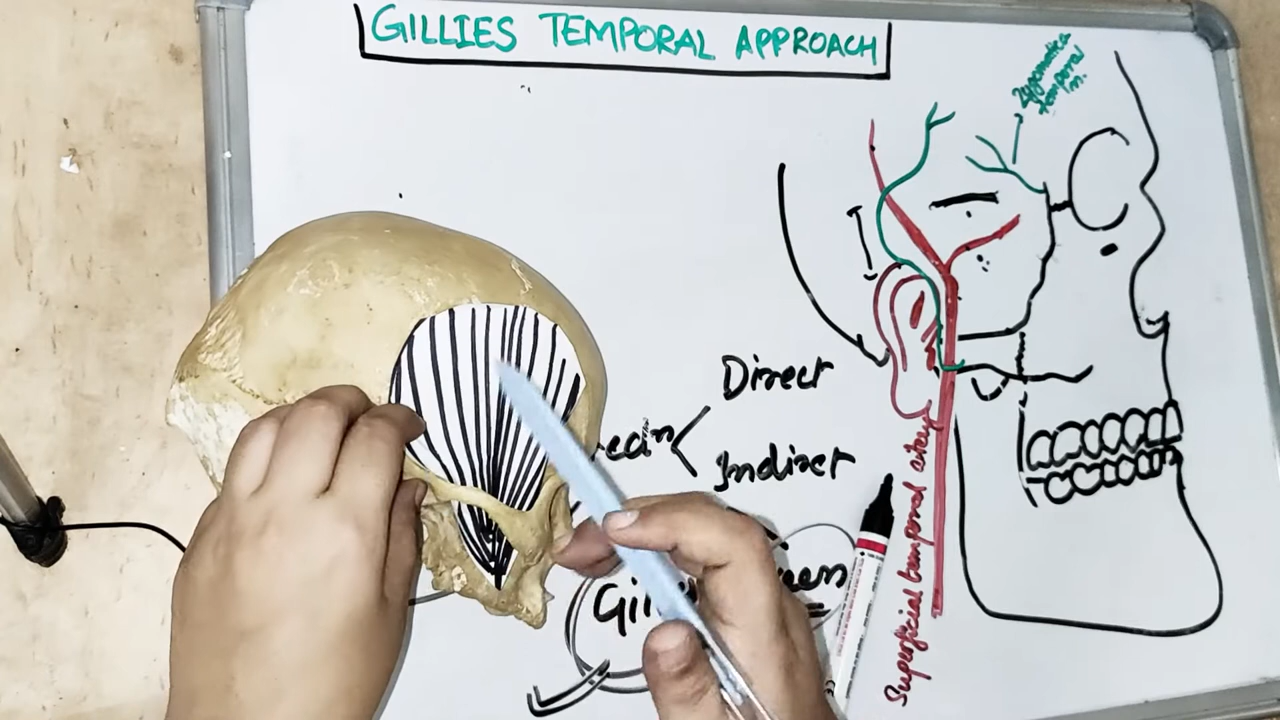 GILLIES TEMPORAL APPROACH
Zygomatico
temporal
n.
Direct
Indirect
Superficial temporal artery